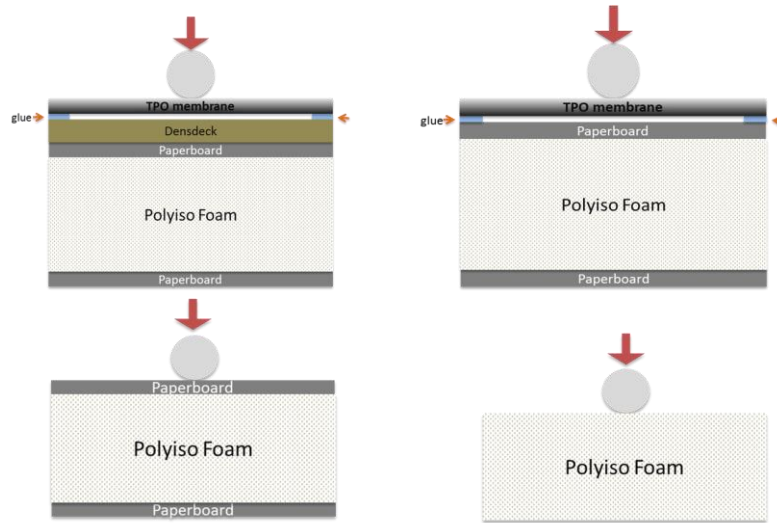 TPO membrane
glue
Densdeck
Paperboard
Polyiso Foam
Paperboard
TPO membrane
glue
Paperboard
Polyiso Foam
Paperboard
Paperboard
Polyiso Foam
Paperboard
Polyiso Foam